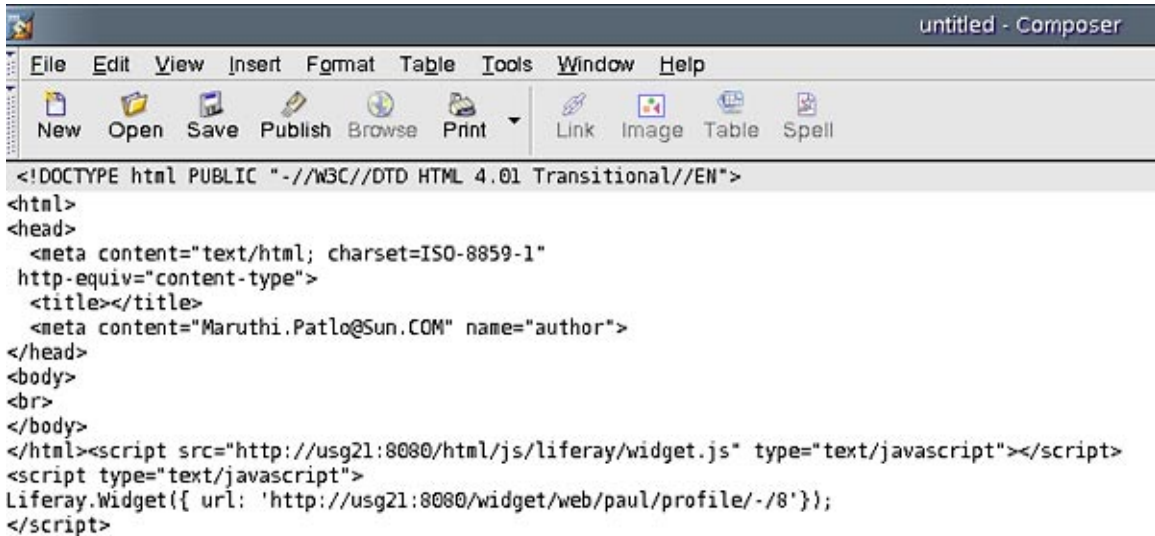 untitled - Composer
File Edit View Insert Format Table Tools Window Help
New Open Save Publish Browse Print Link Image Table Spell
<!DOCTYPE html PUBLIC "-//W3C//DTD HTML 4.01 Transitional//EN">
<html>
<head>
<meta content="text/html; charset=ISO-8859-1"
http-equiv="content-type">
<title></title>
<meta content="Maruthi.Patlo@Sun.COM" name="author">
</head>
<body>
<br>
</body>
</html><script src="http://usg21:8080/html/js/liferay/widget.js" type="text/javascript"></script>
<script type="text/javascript">
Liferay.Widget({ url: 'http://usg21:8080/widget/web/paul/profile/-/8'});
</script>